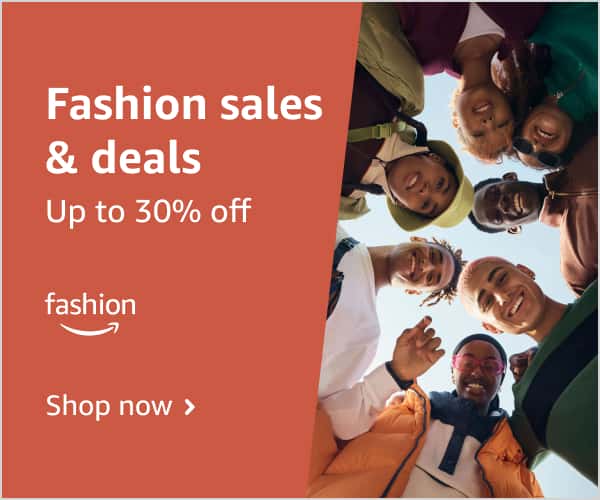 Fashion sales
& deals
Up to 30% off
fashion
Shop now ›